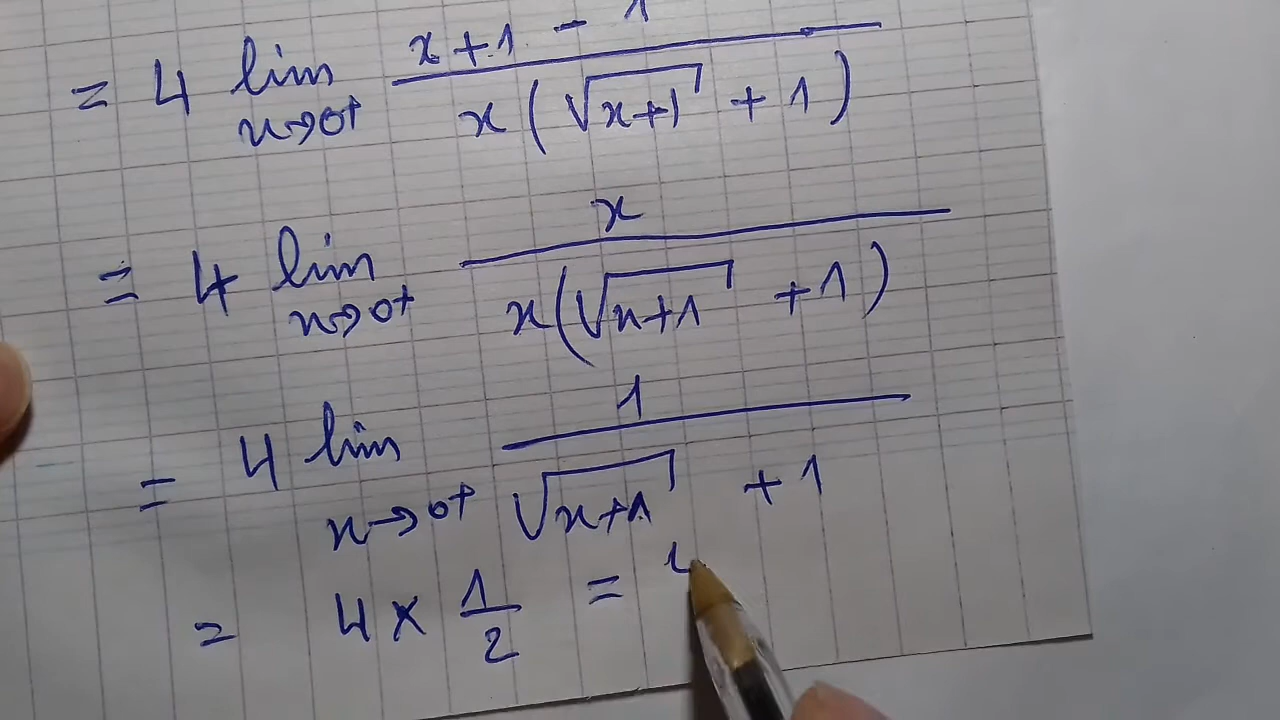 = 4 lim x→0+ x+1 - 1 / x(√x+1 + 1)
= 4 lim x→0+ x / x(√x+1 + 1)
= 4 lim x→0+ 1 / √x+1 + 1
= 4 × 1/2 =